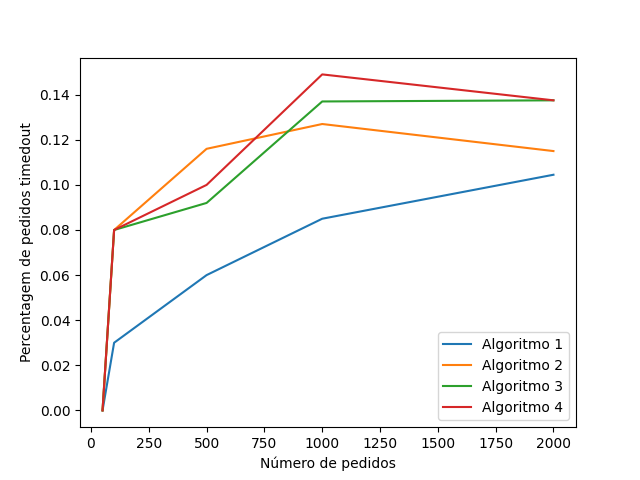 Percentagem de pedidos timedout
0.14
0.12
0.10
0.08
0.06
0.04
0.02
0.00
Algoritmo 1
Algoritmo 2
Algoritmo 3
Algoritmo 4
0 250 500 750 1000 1250 1500 1750 2000
Número de pedidos